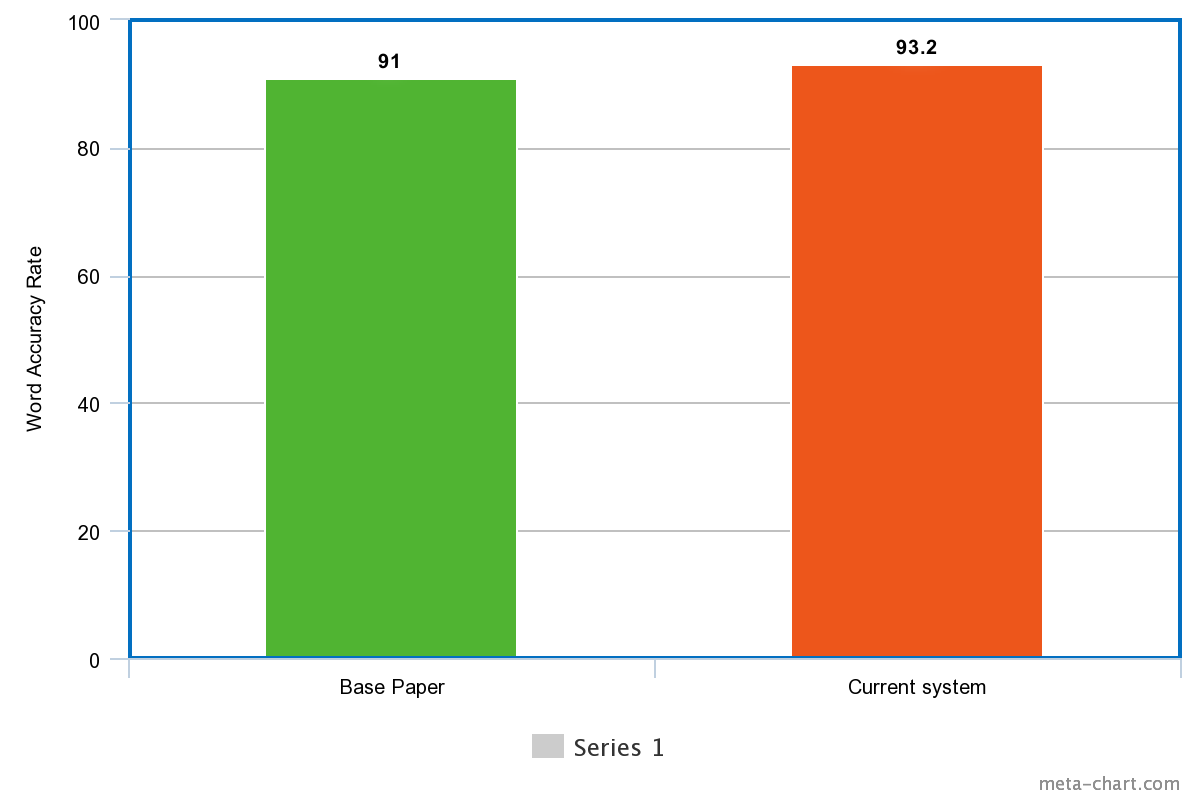 100
80
60
40
20
0
Word Accuracy Rate
91
93.2
Base Paper
Current system
Series 1
meta-chart.com